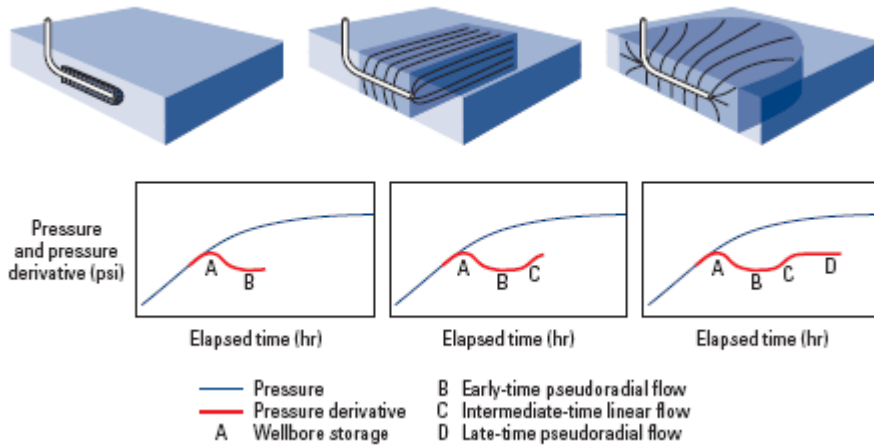 Pressure
and pressure
derivative (psi)
A
B
A
B
C
A
B
C
D
Elapsed time (hr)
Elapsed time (hr)
Elapsed time (hr)
Pressure
Pressure derivative
A Wellbore storage
B Early-time pseudoradial flow
C Intermediate-time linear flow
D Late-time pseudoradial flow